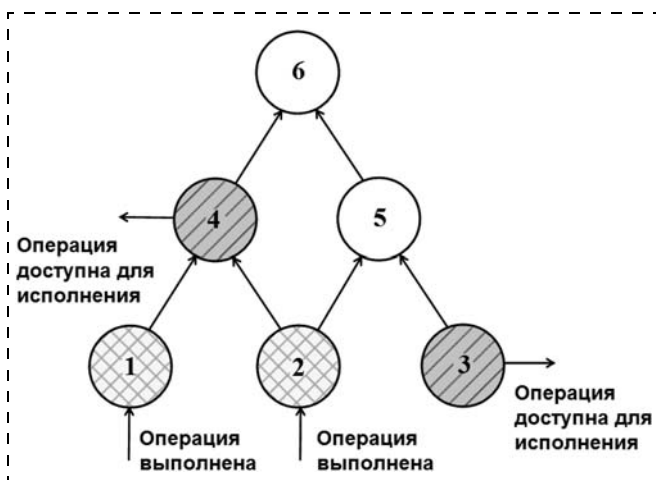 6
4
5
Операция
доступна для
исполнения
1
2
3
Операция
выполнена
Операция
выполнена
Операция
доступна для
исполнения